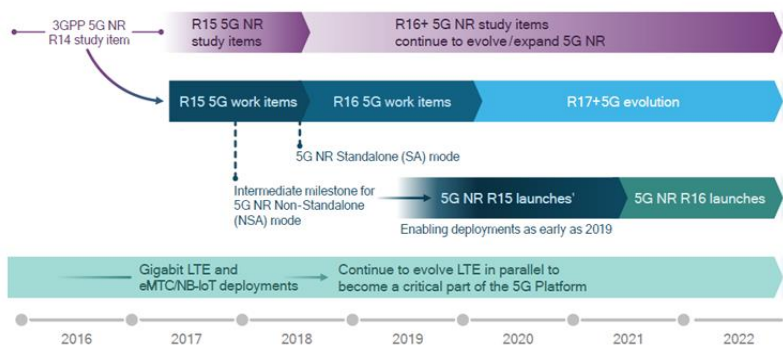 3GPP 5G NR
R14 study item
R15 5G NR
study items
R16+ 5G NR study items
continue to evolve/expand 5G NR
R15 5G work items
R16 5G work items
R17+5G evolution
5G NR Standalone (SA) mode
Intermediate milestone for
5G NR Non-Standalone
(NSA) mode
5G NR R15 launches¹
5G NR R16 launches
Enabling deployments as early as 2019
Gigabit LTE and
eMTC/NB-IoT deployments
Continue to evolve LTE in parallel to
become a critical part of the 5G Platform
2016
2017
2018
2019
2020
2021
2022